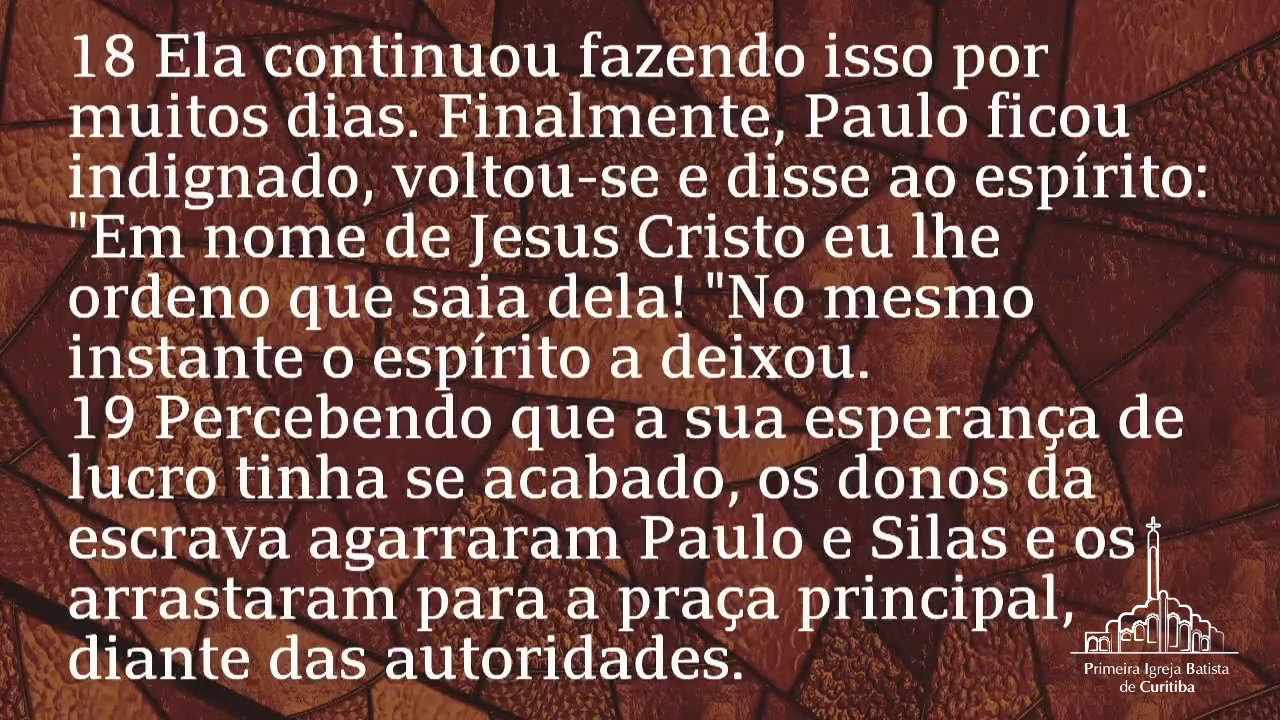 18 Ela continuou fazendo isso por
muitos dias. Finalmente, Paulo ficou
indignado, voltou-se e disse ao espírito:
"Em nome de Jesus Cristo eu lhe
ordeno que saia dela! "No mesmo
instante o espírito a deixou.
19 Percebendo que a sua esperança de
lucro tinha se acabado, os donos da
escrava agarraram Paulo e Silas e os
arrastaram para a praça principal,
diante das autoridades.
Primeira Igreja Batista
de Curitiba